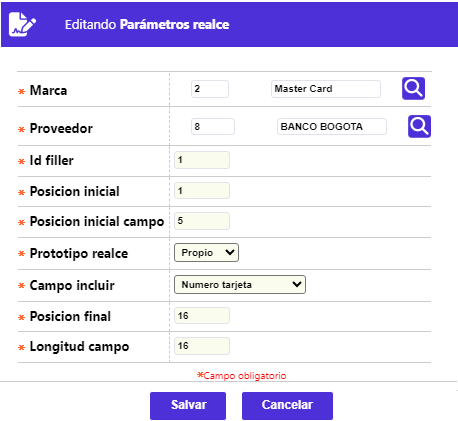 Editando Parámetros realce
* Marca 2 Master Card
* Proveedor 8 BANCO BOGOTA
* Id filler 1
* Posicion inicial 1
* Posicion inicial campo 5
* Prototipo realce Propio
* Campo incluir Numero tarjeta
* Posicion final 16
* Longitud campo 16
*Campo obligatorio
Salvar Cancelar